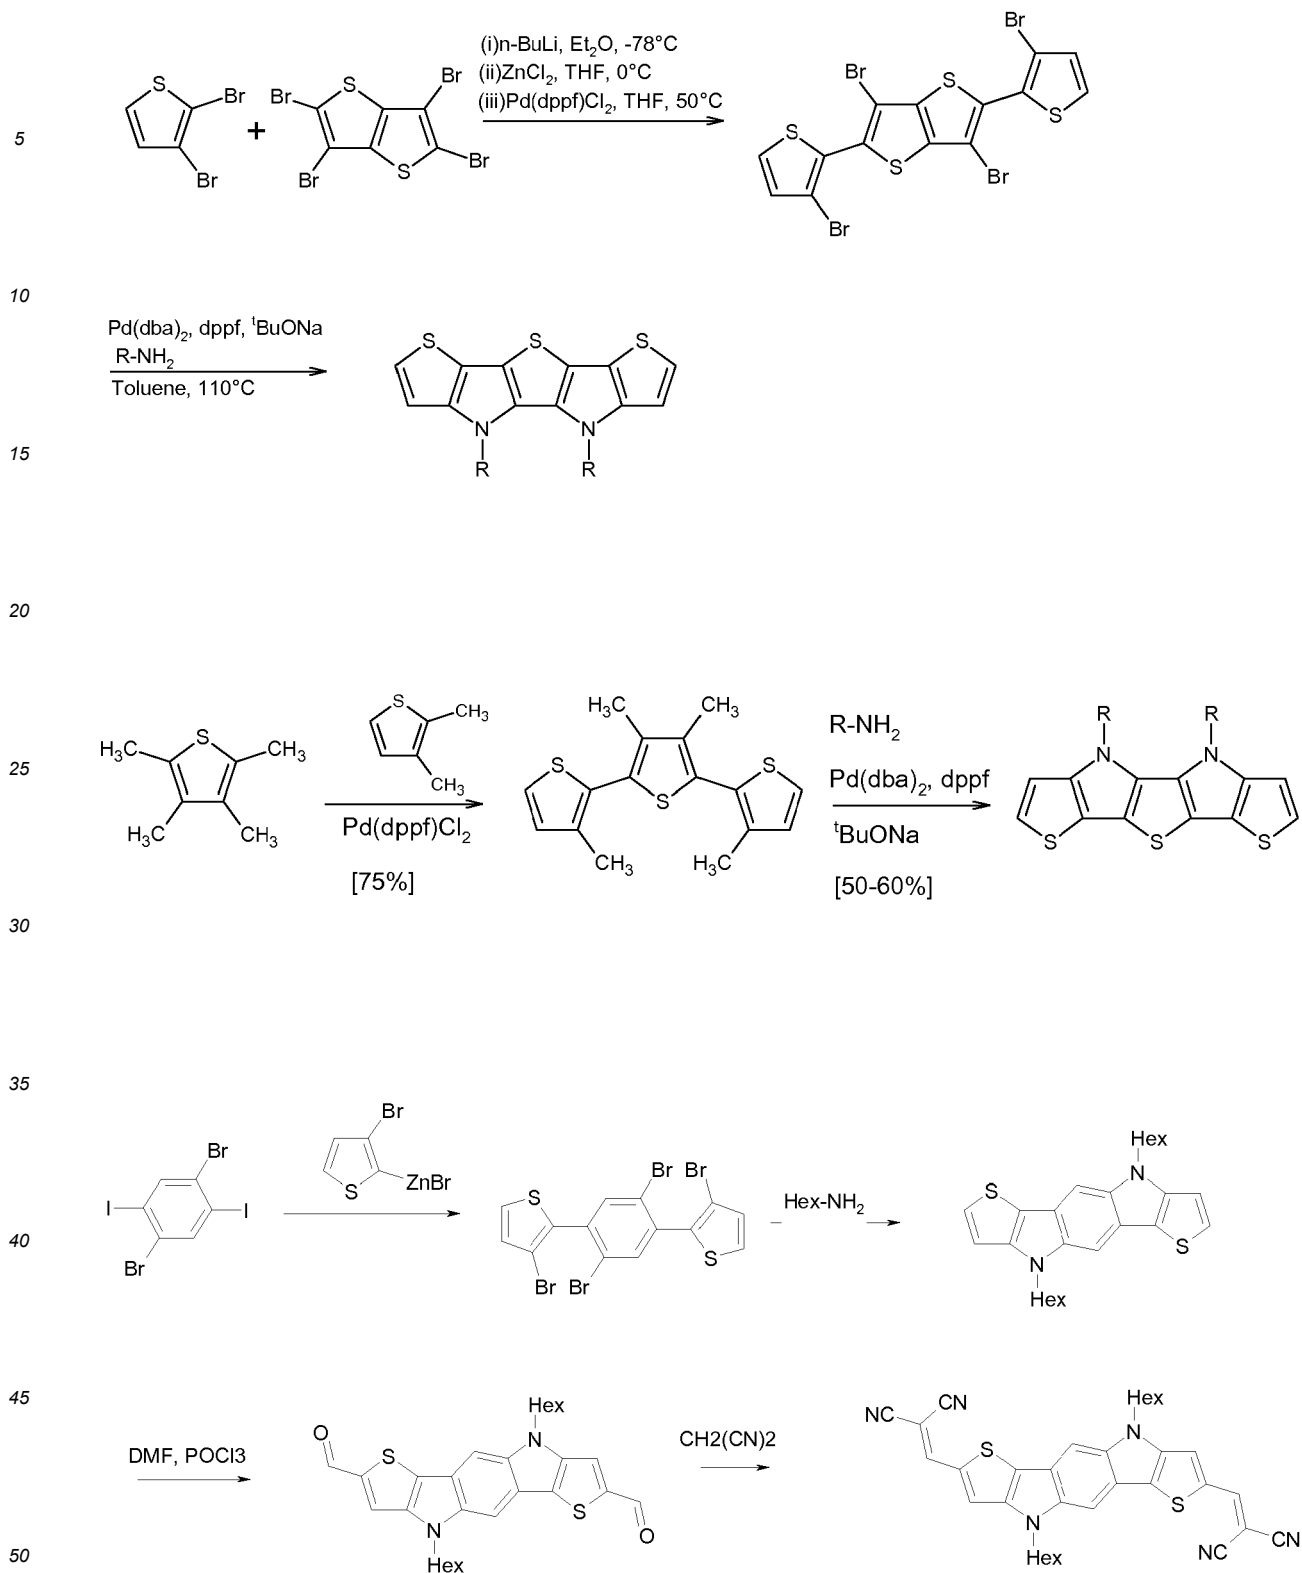 S
Br
Br
+
S
Br
Br
Br
S
Br
(i)n-BuLi, Et2O, -78°C
(ii)ZnCl2, THF, 0°C
(iii)Pd(dppf)Cl2, THF, 50°C
Br
Br
S
S
S
S
Br
Br
5
10
Pd(dba)2, dppf, tBuONa
R-NH2
Toluene, 110°C
S
S
S
N
N
R
R
15
20
H3C
S
CH3
H3C
CH3
S
CH3
CH3
Pd(dppf)Cl2
[75%]
H3C
CH3
S
S
S
CH3
H3C
R-NH2
Pd(dba)2, dppf
tBuONa
[50-60%]
R
R
N
N
S
S
S
25
30
35
Br
I
I
Br
Br
S
ZnBr
S
Br
Br
Br
Br
S
Hex-NH2
Hex
N
S
S
N
Hex
40
45
DMF, POCl3
O
S
Hex
N
N
Hex
S
O
CH2(CN)2
NC
CN
S
Hex
N
N
Hex
S
NC
CN
50